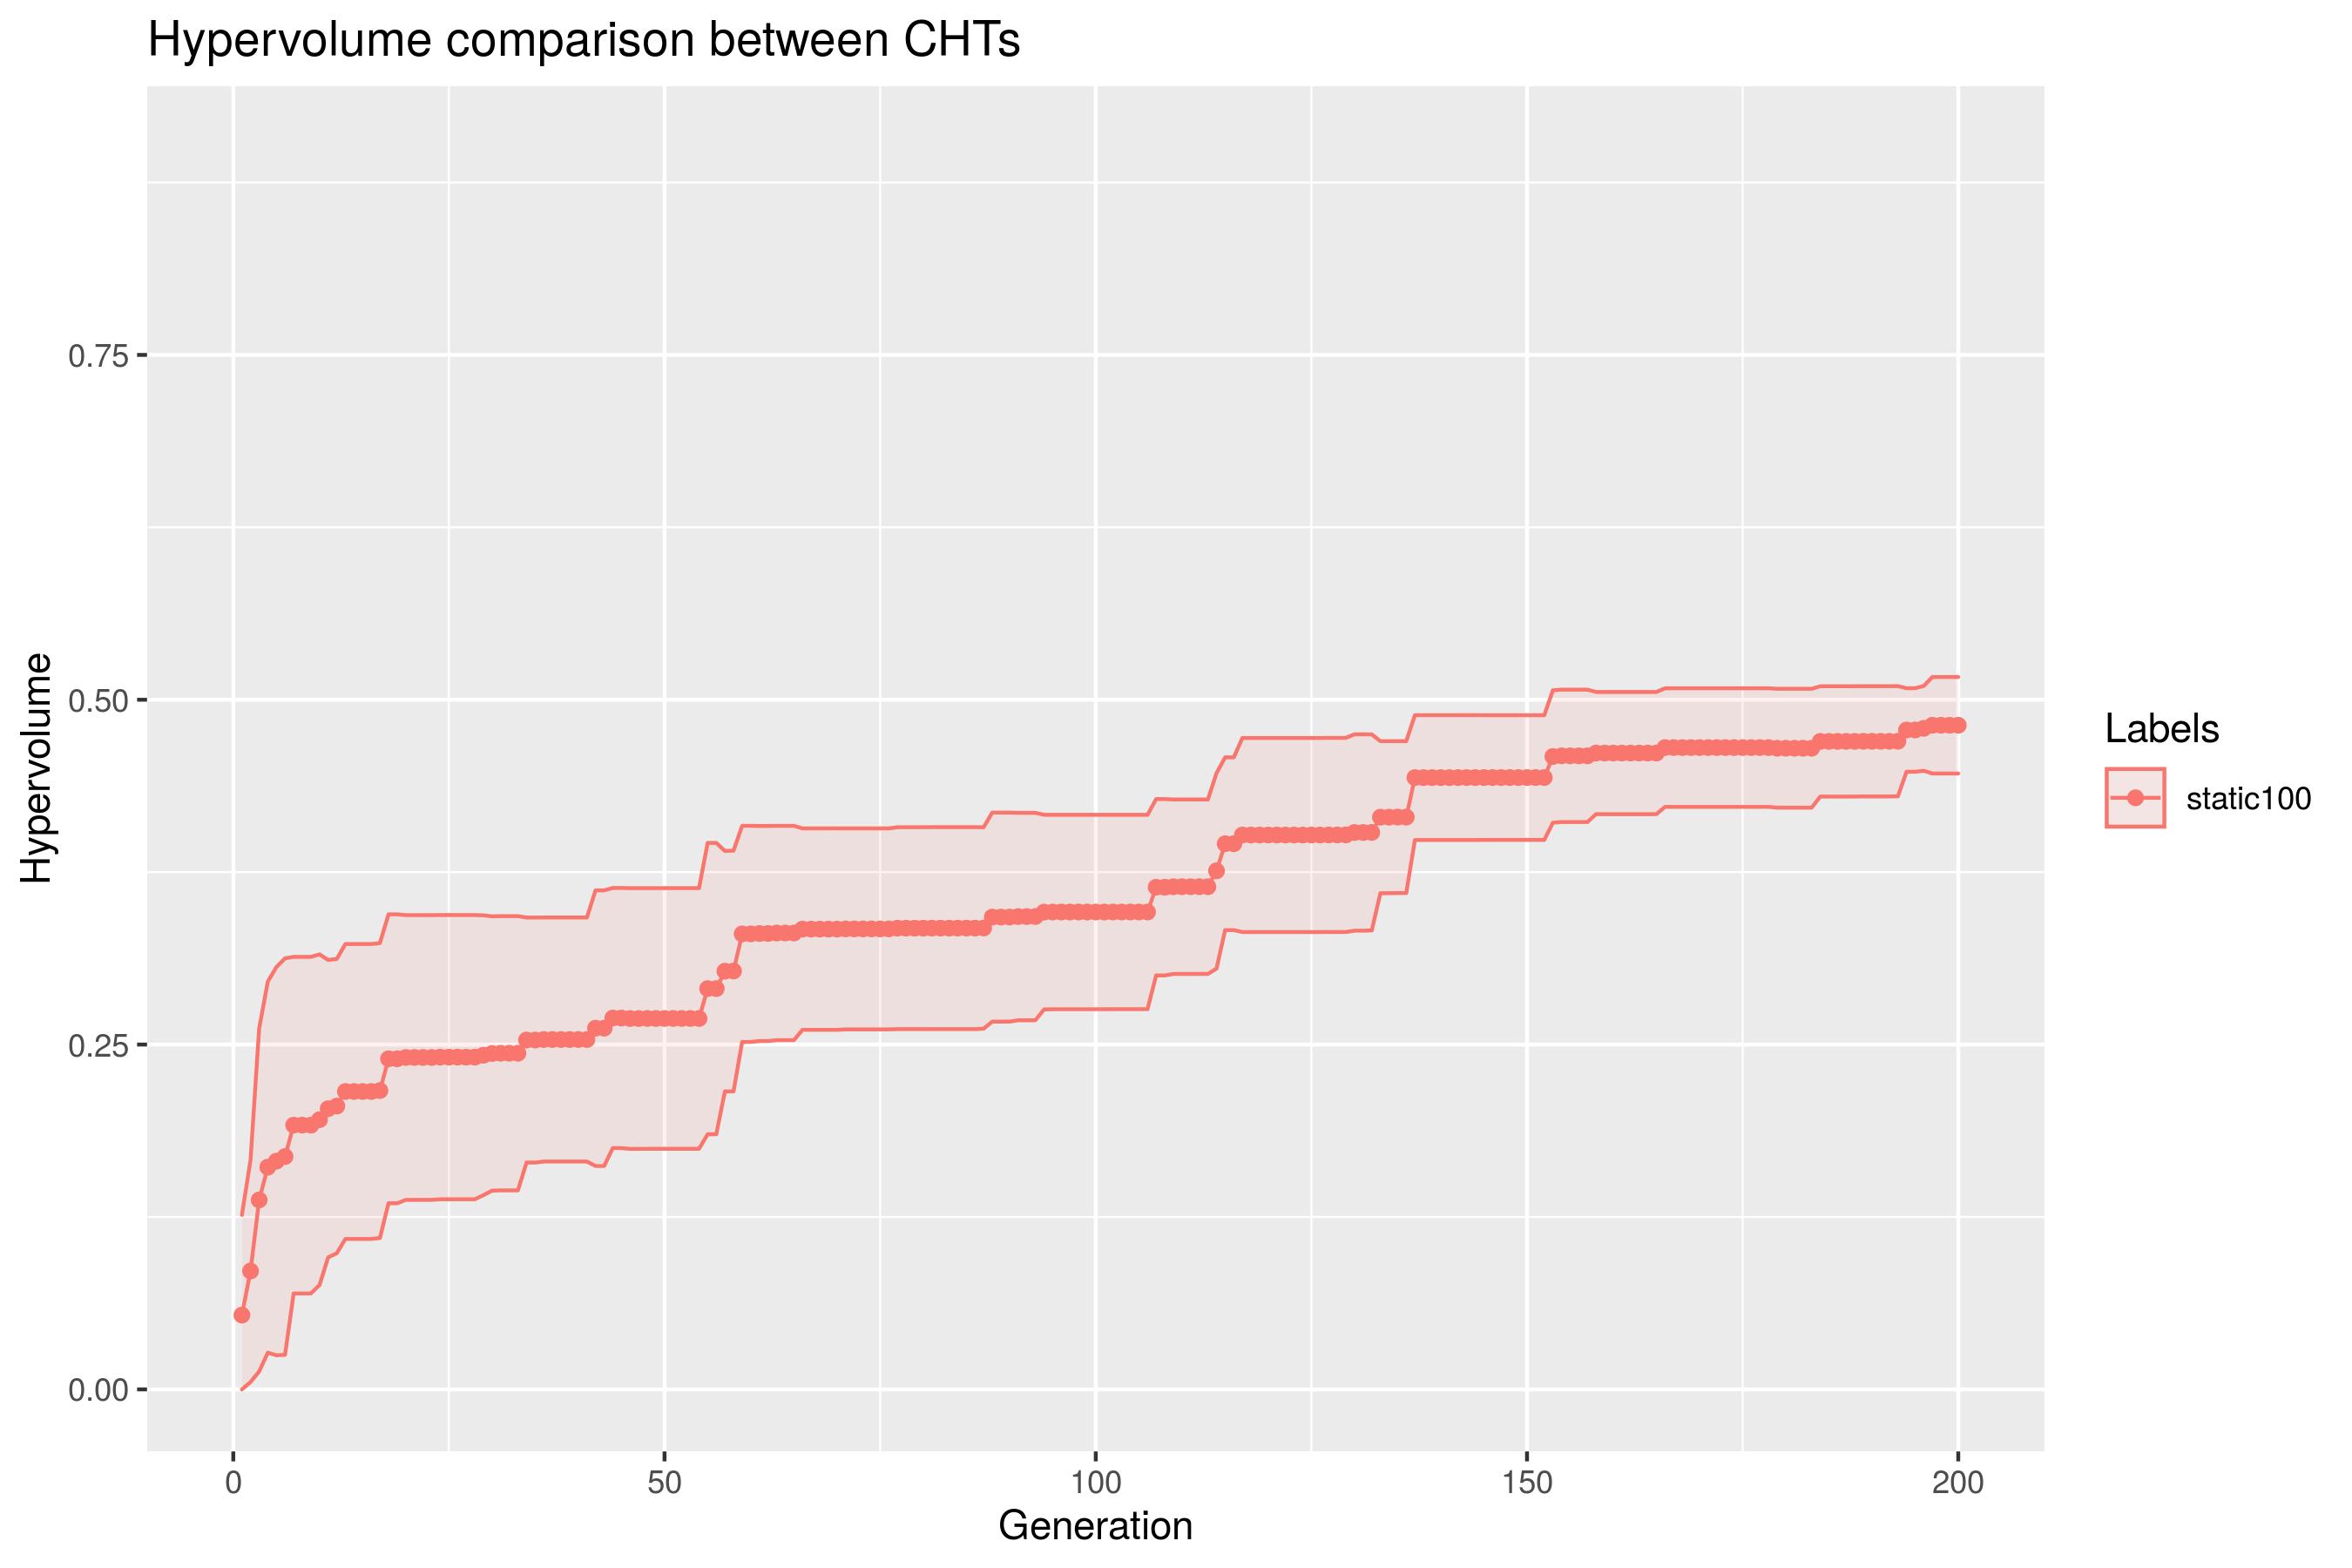 Hypervolume comparison between CHTs
Hypervolume
0.75
0.50
0.25
0.00
0 50 100 150 200
Generation
Labels
static100